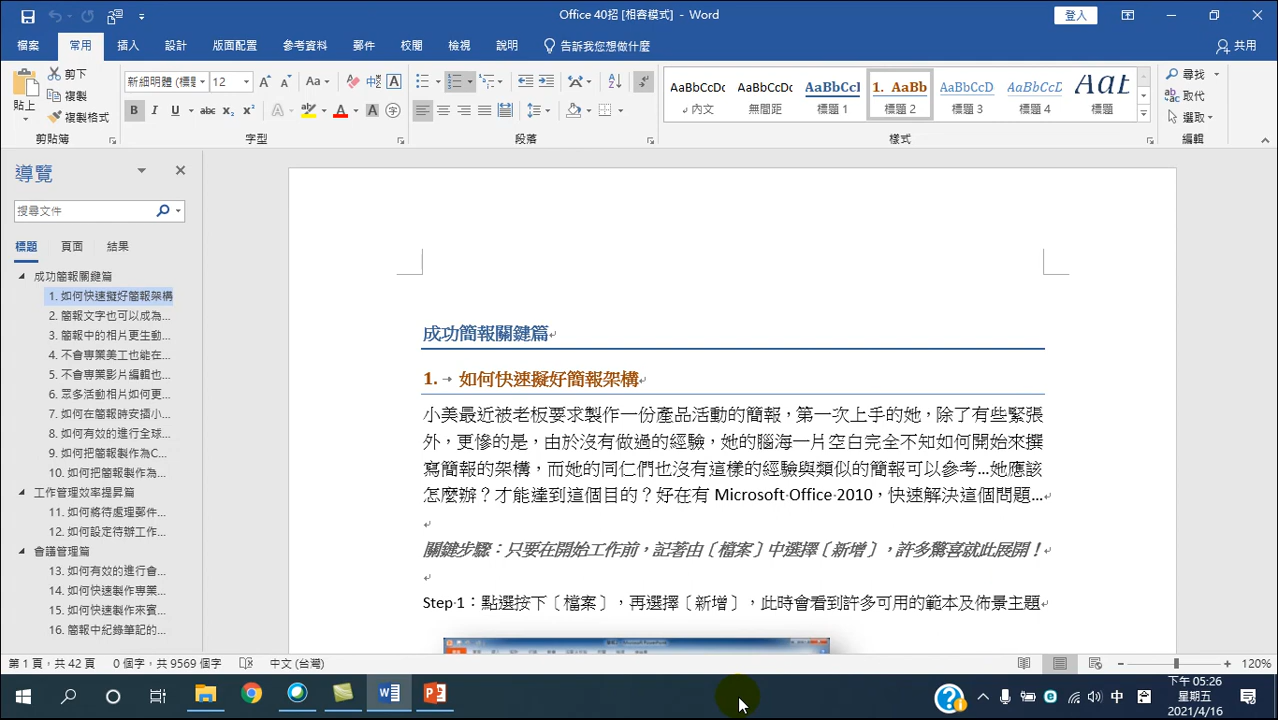 Office 40招 [相容模式] - Word
登入
檔案 常用 插入 設計 版面配置 參考資料 郵件 校閱 檢視 說明 告訴我您想做什麼 共用
貼上
剪下
複製
複製格式
剪貼簿
新細明體 (標題 12
B I U abc x₂ x²
字型
段落
AaBbCcDc AaBbCcDc AaBbCcI 1. AaBb AaBbCcD AaBbCcD Aat
內文 無間距 標題 1 標題 2 標題 3 標題 4 標題
樣式
尋找
取代
選取
編輯
導覽
搜尋文件
標題 頁面 結果
成功簡報關鍵篇
1. 如何快速擬好簡報架構
2. 簡報文字也可以成為...
3. 簡報中的相片更生動...
4. 不會專業美工也能在...
5. 不會專業影片編輯也...
6. 眾多活動相片如何更...
7. 如何在簡報時安插小...
8. 如何有效的進行全球...
9. 如何把簡報製作為C...
10. 如何把簡報製作為...
工作管理效率提昇篇
11. 如何將待處理郵件...
12. 如何設定待辦工作...
會議管理篇
13. 如何有效的進行會...
14. 如何快速製作專業...
15. 如何快速製作來賓...
16. 簡報中紀錄筆記的...
成功簡報關鍵篇
1. 如何快速擬好簡報架構
小美最近被老板要求製作一份產品活動的簡報，第一次上手的她，除了有些緊張
外，更慘的是，由於沒有做過的經驗，她的腦海一片空白完全不知如何開始來撰
寫簡報的架構，而她的同仁們也沒有這樣的經驗與類似的簡報可以參考...她應該
怎麼辦？才能達到這個目的？好在有 Microsoft Office 2010，快速解決這個問題...
關鍵步驟：只要在開始工作前，記著由〔檔案〕中選擇〔新增〕，許多驚喜就此展開！
Step 1：點選按下〔檔案〕，再選擇〔新增〕，此時會看到許多可用的範本及佈景主題
第 1 頁，共 42 頁 0 個字，共 9569 個字 中文 (台灣) 120%
中
下午 05:26
星期五
2021/4/16